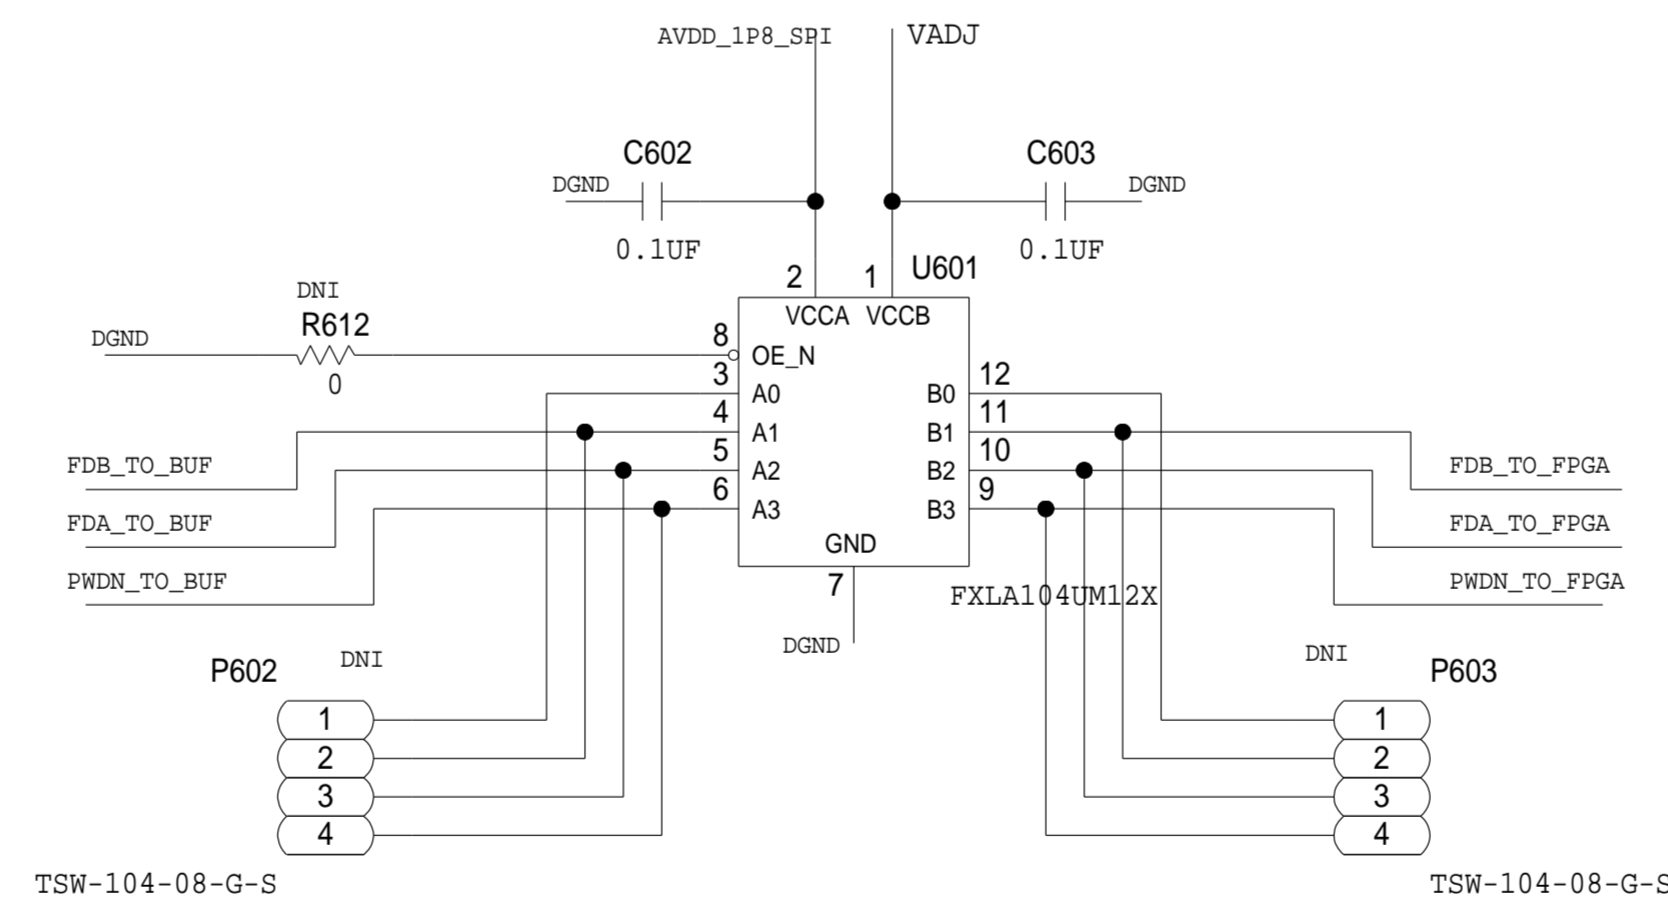 AVDD_1P8_SPI
VADJ
C602
C603
DGND
DGND
0.1UF
0.1UF
2
1
U601
VCCA
VCCB
DNI
R612
DGND
0
8
OE_N
3
A0
B0
12
4
A1
B1
11
5
A2
B2
10
6
A3
B3
9
FDB_TO_BUF
FDB_TO_FPGA
FDA_TO_BUF
FDA_TO_FPGA
GND
PWDN_TO_BUF
7
FXLA104UM12X
PWDN_TO_FPGA
DGND
P602
DNI
DNI
P603
1
1
2
2
3
3
4
4
TSW-104-08-G-S
TSW-104-08-G-S